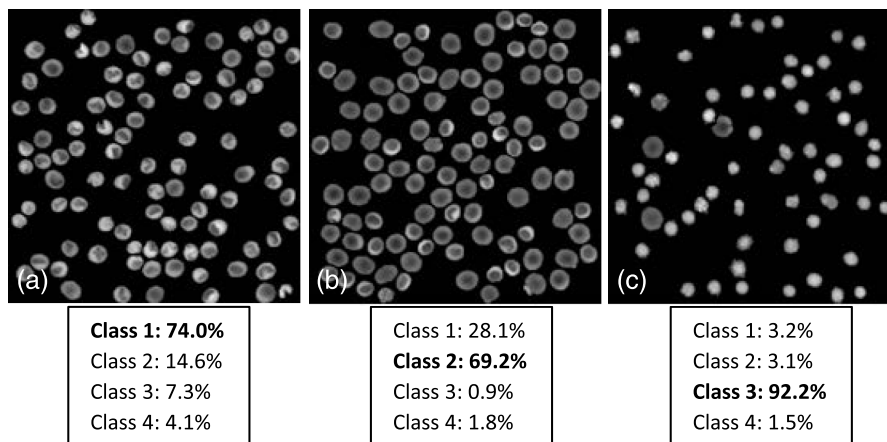 (a)
(b)
(c)
Class 1: 74.0%
Class 2: 14.6%
Class 3: 7.3%
Class 4: 4.1%
Class 1: 28.1%
Class 2: 69.2%
Class 3: 0.9%
Class 4: 1.8%
Class 1: 3.2%
Class 2: 3.1%
Class 3: 92.2%
Class 4: 1.5%